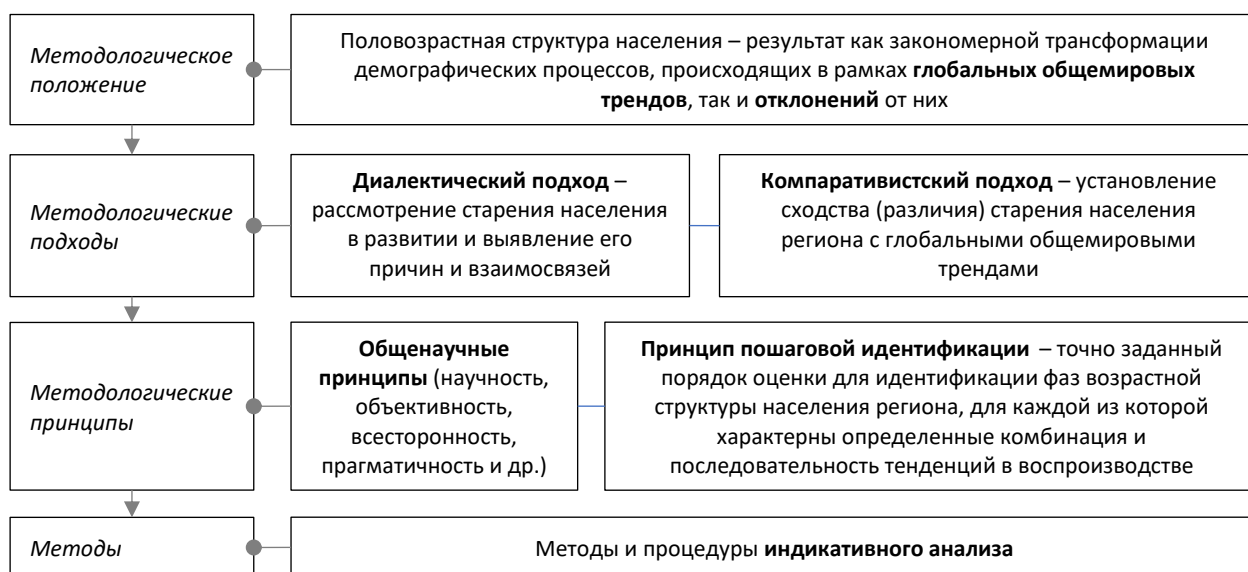 Методологическое
положение
Половозрастная структура населения – результат как закономерной трансформации
демографических процессов, происходящих в рамках глобальных общемировых
трендов, так и отклонений от них
Методологические
подходы
Диалектический подход –
рассмотрение старения населения
в развитии и выявление его
причин и взаимосвязей
Компаративистский подход – установление
сходства (различия) старения населения
региона с глобальными общемировыми
трендами
Методологические
принципы
Общенаучные
принципы (научность,
объективность,
всесторонность,
прагматичность и др.)
Принцип пошаговой идентификации – точно заданный
порядок оценки для идентификации фаз возрастной
структуры населения региона, для каждой из которой
характерны определенные комбинация и
последовательность тенденций в воспроизводстве
Методы
Методы и процедуры индикативного анализа